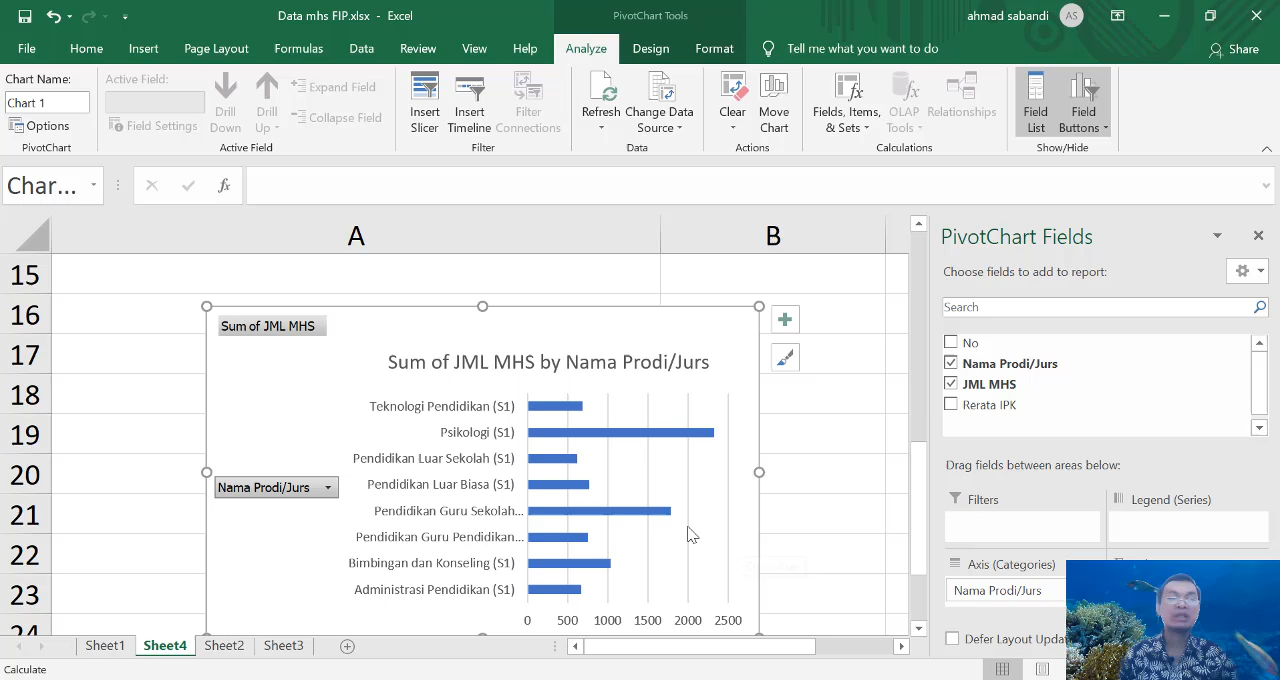 Data mhs FIP.xlsx - Excel
PivotChart Tools
ahmad sabandi
AS
File
Home
Insert
Page Layout
Formulas
Data
Review
View
Help
Analyze
Design
Format
Tell me what you want to do
Share
Chart Name:
Chart 1
Options
PivotChart
Active Field:
Field Settings
Drill Down
Drill Up
Expand Field
Collapse Field
Active Field
Insert Slicer
Insert Timeline
Filter Connections
Filter
Refresh
Change Data Source
Data
Clear
Move Chart
Actions
Fields, Items, & Sets
OLAP Tools
Relationships
Calculations
Field List
Field Buttons
Show/Hide
Char...
fx
A
B
15
16
17
18
19
20
21
22
23
24
Sum of JML MHS
Sum of JML MHS by Nama Prodi/Jurs
Nama Prodi/Jurs
Teknologi Pendidikan (S1)
Psikologi (S1)
Pendidikan Luar Sekolah (S1)
Pendidikan Luar Biasa (S1)
Pendidikan Guru Sekolah...
Pendidikan Guru Pendidikan...
Bimbingan dan Konseling (S1)
Administrasi Pendidikan (S1)
0 500 1000 1500 2000 2500
PivotChart Fields
Choose fields to add to report:
Search
No
Nama Prodi/Jurs
JML MHS
Rerata IPK
Drag fields between areas below:
Filters
Legend (Series)
Axis (Categories)
Nama Prodi/Jurs
Defer Layout Upda
Sheet1
Sheet4
Sheet2
Sheet3
Calculate